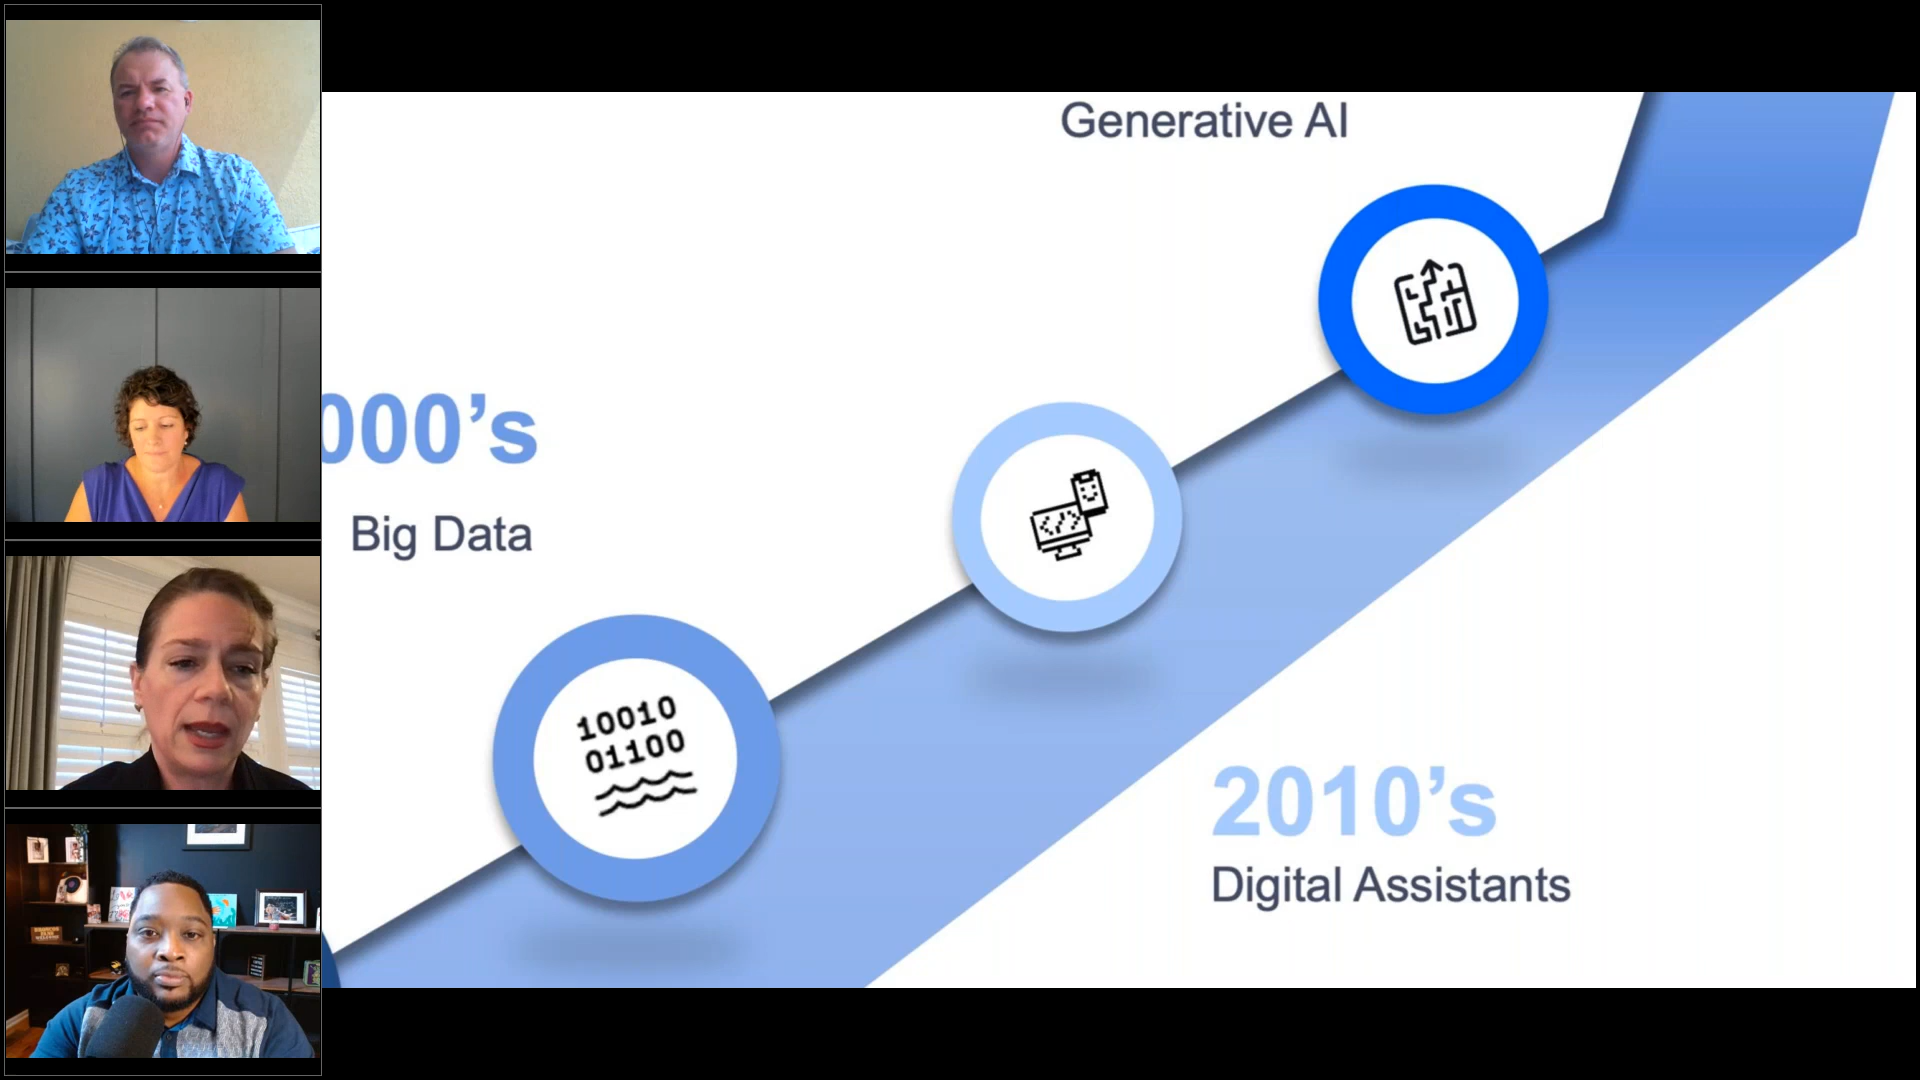 Generative AI
000's
Big Data
10010
01100
</>
2010's
Digital Assistants